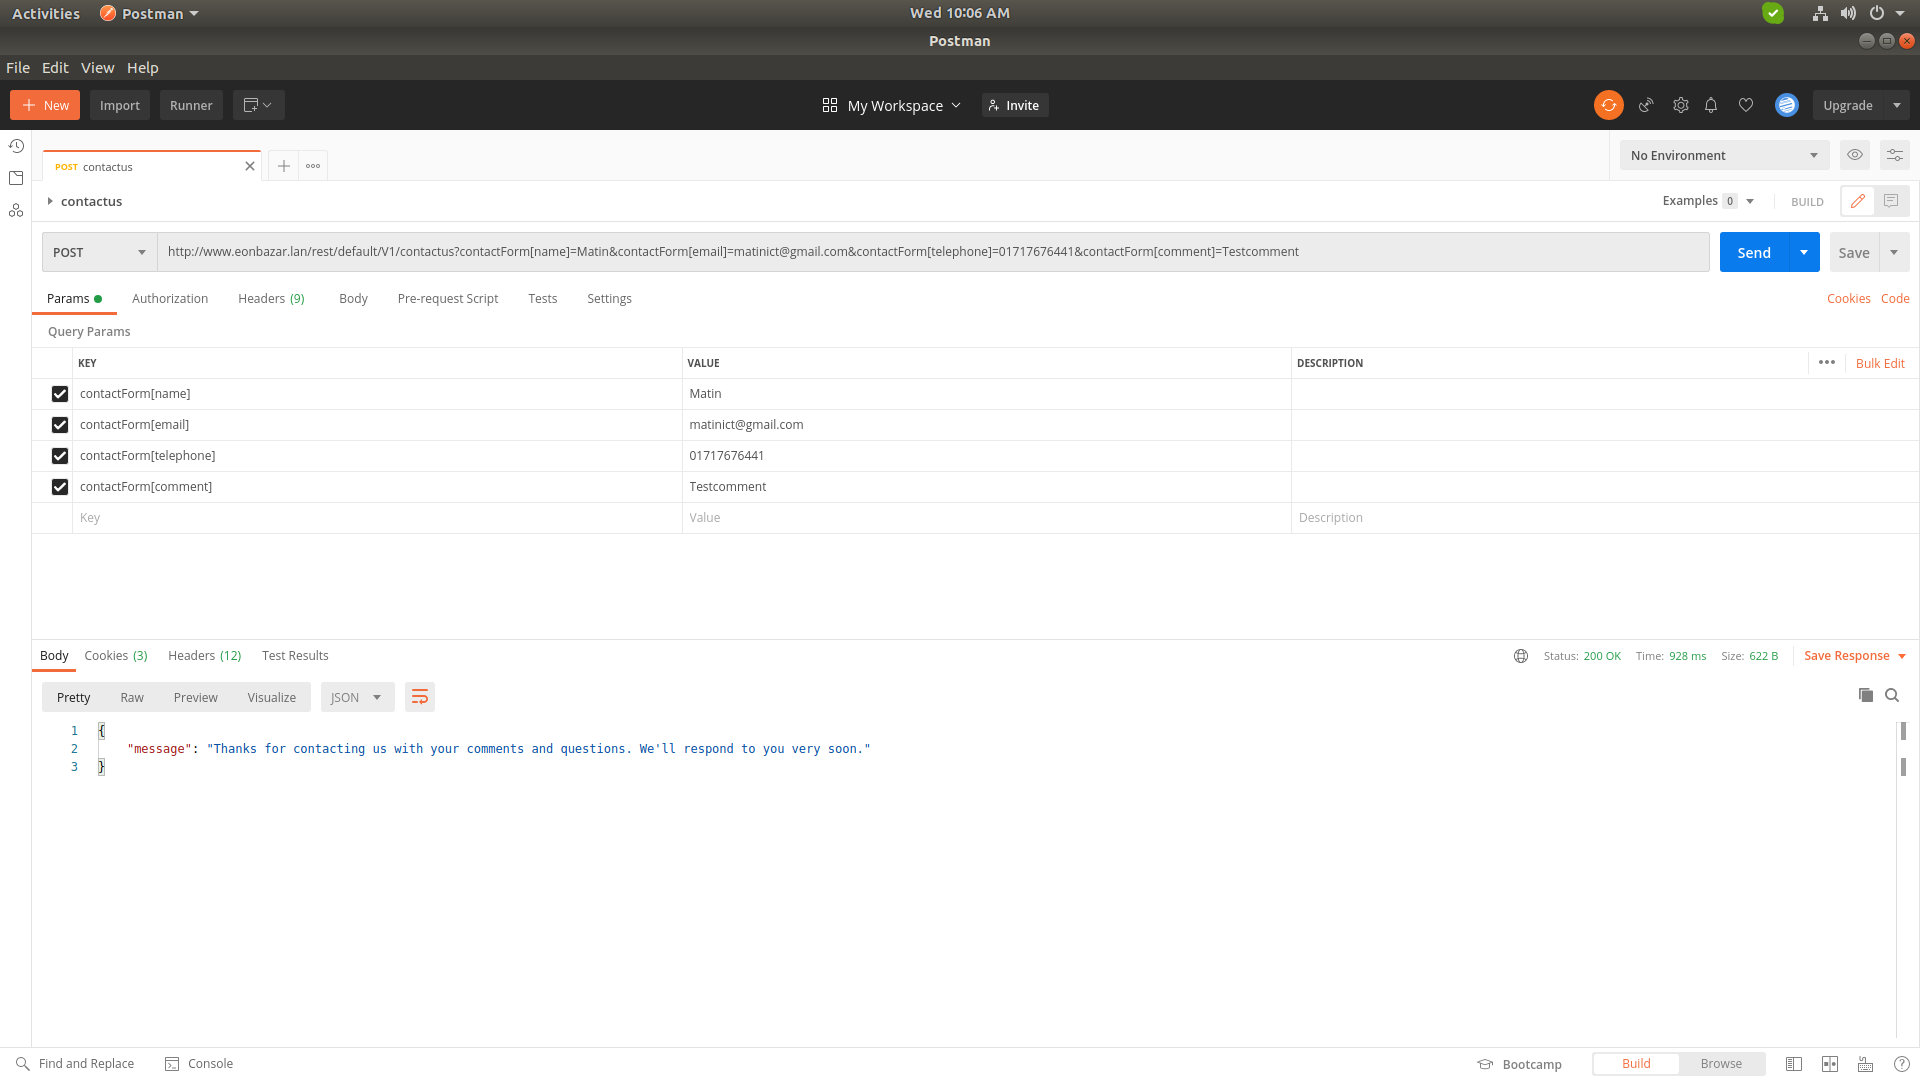 Activities Postman Wed 10:06 AM
Postman
File Edit View Help
New Import Runner My Workspace Invite Upgrade
POST contactus No Environment
contactus Examples 0 BUILD
POST http://www.eonbazar.lan/rest/default/V1/contactus?contactForm[name]=Matin&contactForm[email]=matinict@gmail.com&contactForm[telephone]=01717676441&contactForm[comment]=Testcomment Send Save
Params Authorization Headers (9) Body Pre-request Script Tests Settings Cookies Code
Query Params
KEY VALUE DESCRIPTION Bulk Edit
contactForm[name] Matin
contactForm[email] matinict@gmail.com
contactForm[telephone] 01717676441
contactForm[comment] Testcomment
Key Value Description
Body Cookies (3) Headers (12) Test Results Status: 200 OK Time: 928 ms Size: 622 B Save Response
Pretty Raw Preview Visualize JSON
1 {
2 "message": "Thanks for contacting us with your comments and questions. We'll respond to you very soon."
3 }
Find and Replace Console Bootcamp Build Browse